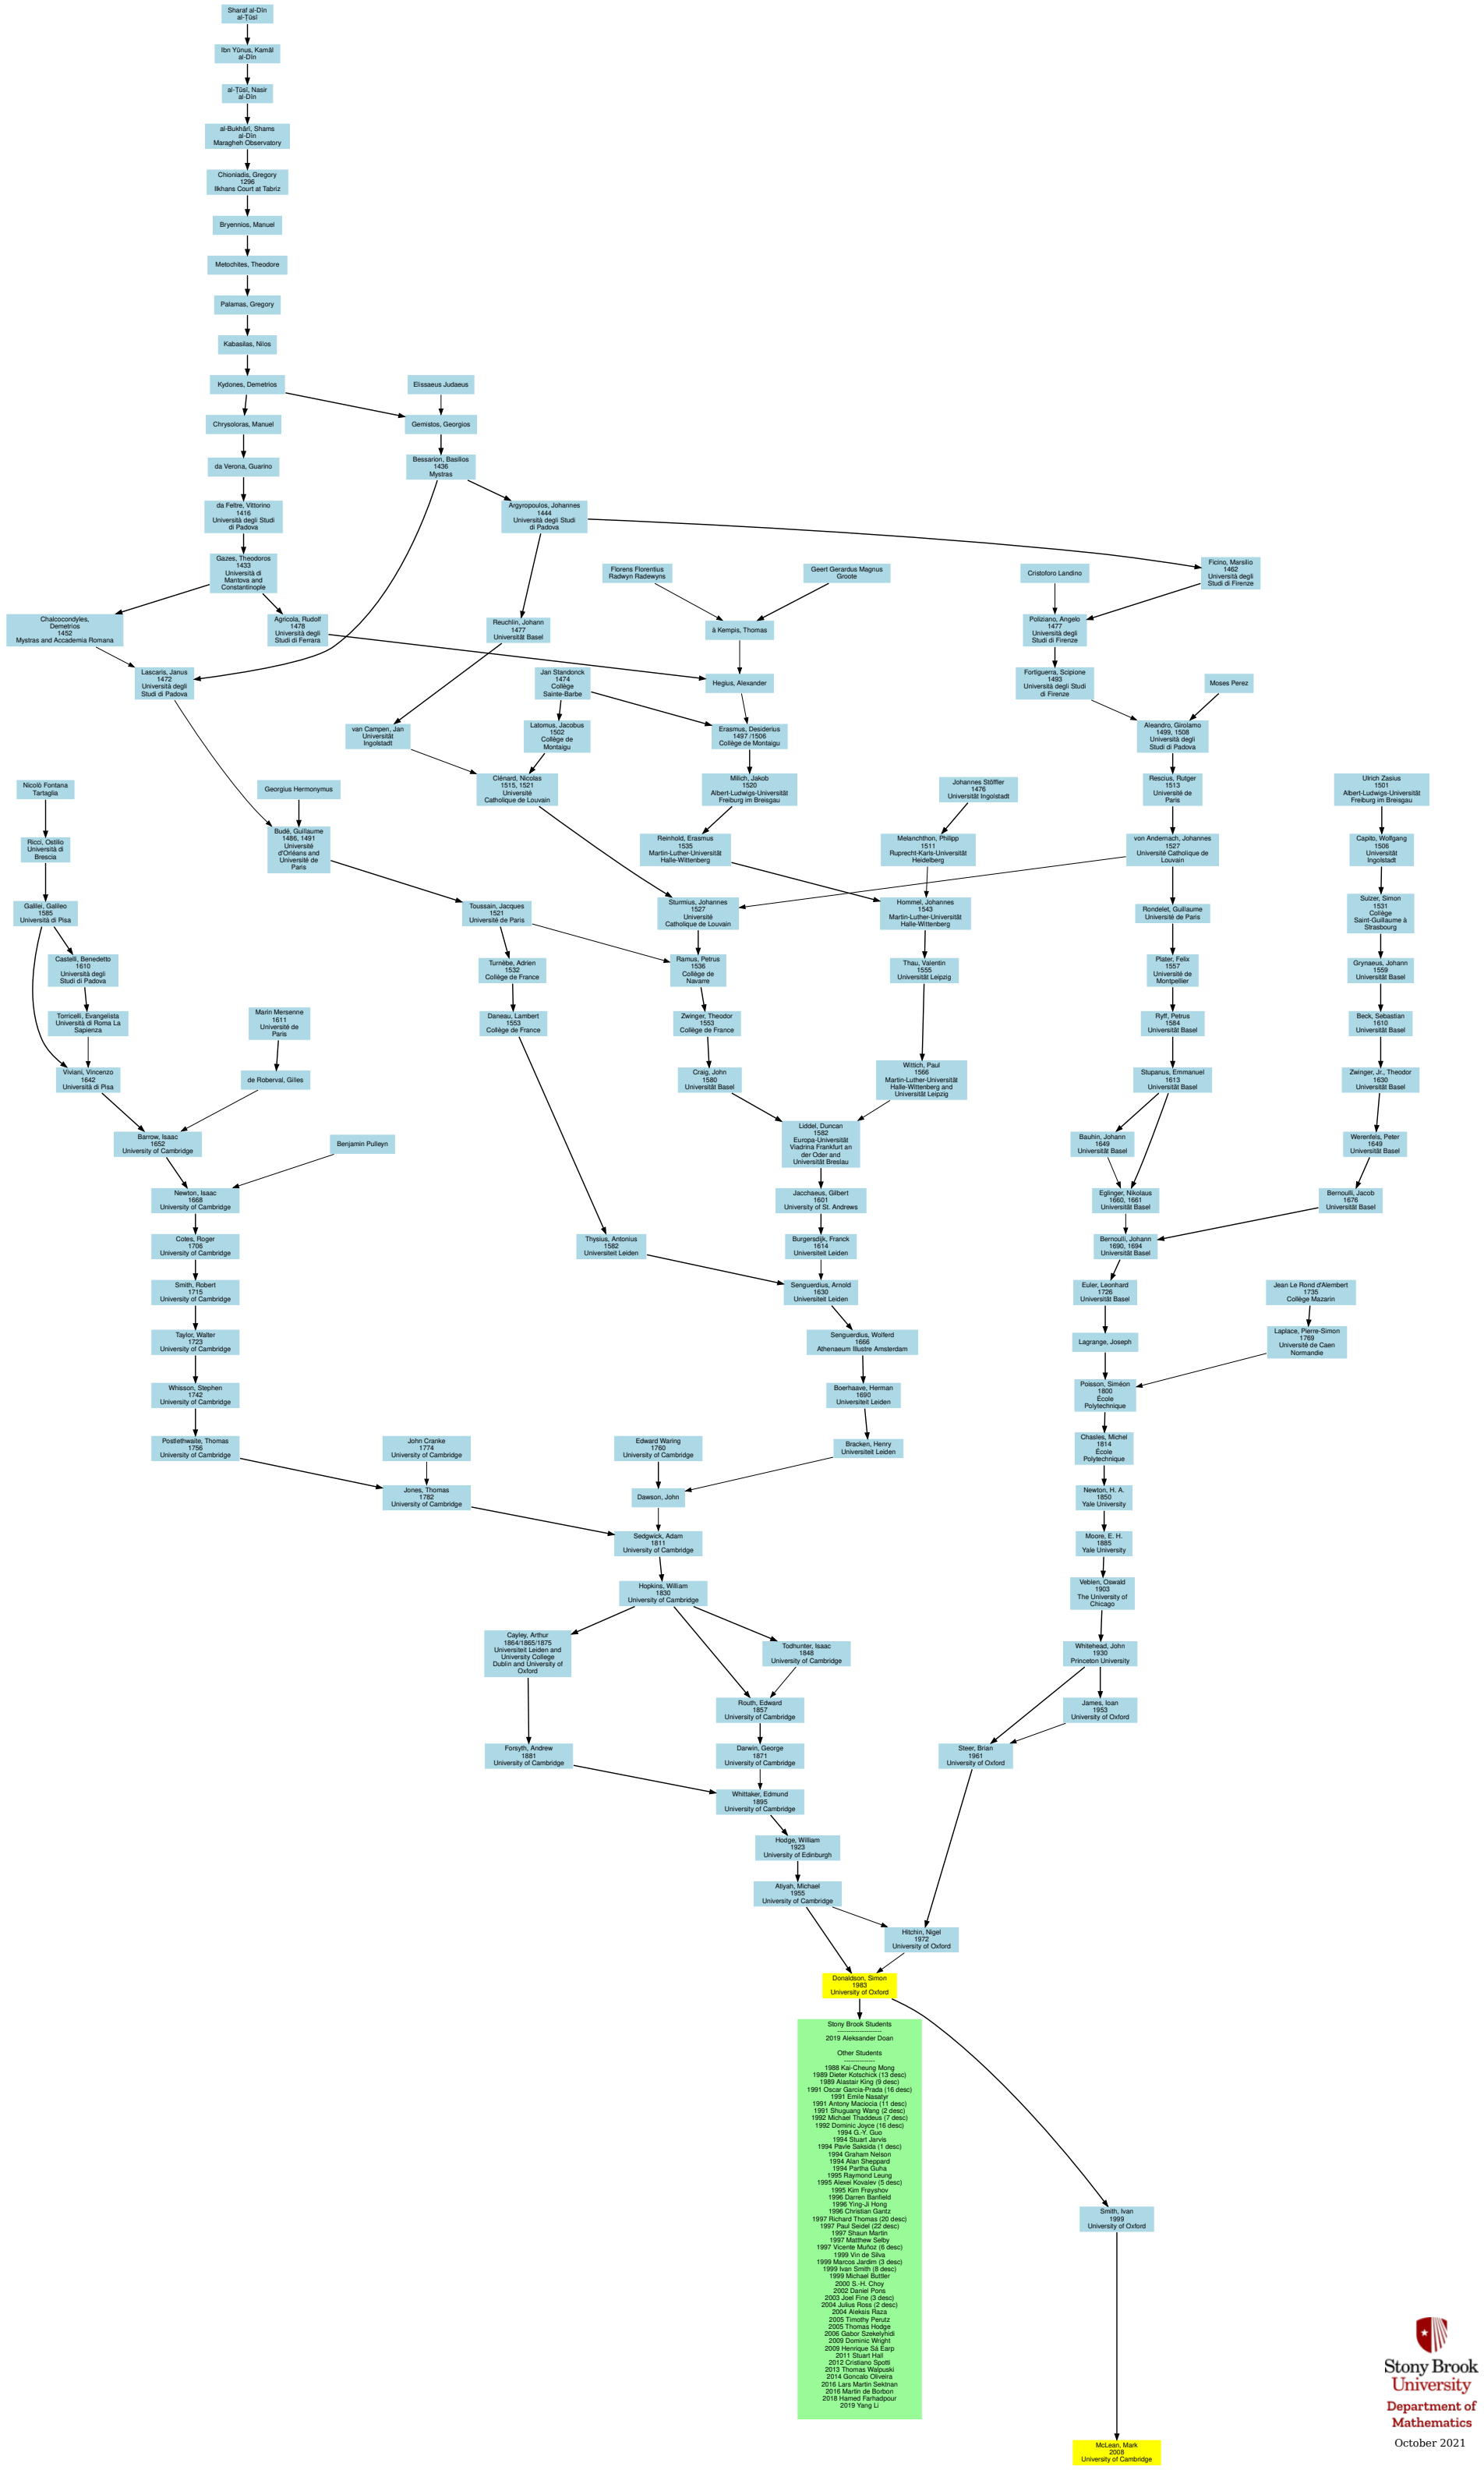 Sharaf al-Dīn
al-Ṭūsī
Ibn Yūnus, Kamāl
al-Dīn
al-Ṭūsī, Nasir
al-Dīn
al-Bukhārī, Shams
al-Dīn
Maragheh Observatory
Chioniadis, Gregory
1296
Ilkhans Court at Tabriz
Bryennios, Manuel
Metochites, Theodore
Palamas, Gregory
Kabasilas, Nilos
Kydones, Demetrios
Elissaeus Judaeus
Chrysoloras, Manuel
Gemistos, Georgios
da Verona, Guarino
Bessarion, Basilios
1436
Mystras
da Feltre, Vittorino
1416
Università degli Studi
di Padova
Argyropoulos, Johannes
1444
Università degli Studi
di Padova
Gazes, Theodoros
1433
Università di
Mantova and
Constantinople
Florens Florentius
Radwyn Radewyns
Geert Gerardus Magnus
Groote
Cristoforo Landino
Ficino, Marsilio
1462
Università degli
Studi di Firenze
Chalcocondyles,
Demetrios
1452
Mystras and Accademia Romana
Agricola, Rudolf
1478
Università degli
Studi di Ferrara
Reuchlin, Johann
1477
Universität Basel
à Kempis, Thomas
Poliziano, Angelo
1477
Università degli
Studi di Firenze
Lascaris, Janus
1472
Università degli
Studi di Padova
Jan Standonck
1474
Collège
Sainte-Barbe
Hegius, Alexander
Fortiguerra, Scipione
1493
Università degli Studi
di Firenze
Moses Perez
van Campen, Jan
Universität
Ingolstadt
Latomus, Jacobus
1502
Collège de
Montaigu
Erasmus, Desiderius
1497 /1506
Collège de Montaigu
Aleandro, Girolamo
1499, 1508
Università degli
Studi di Padova
Nicolò Fontana
Tartaglia
Georgius Hermonymus
Clénard, Nicolas
1515, 1521
Université
Catholique de Louvain
Milich, Jakob
1520
Albert-Ludwigs-Universität
Freiburg im Breisgau
Johannes Stöffler
1476
Universität Ingolstadt
Rescius, Rutger
1513
Université de
Paris
Ulrich Zasius
1501
Albert-Ludwigs-Universität
Freiburg im Breisgau
Ricci, Ostilio
Università di
Brescia
Budé, Guillaume
1486, 1491
Université
d'Orléans and
Université de
Paris
Reinhold, Erasmus
1535
Martin-Luther-Universität
Halle-Wittenberg
Melanchthon, Philipp
1511
Ruprecht-Karls-Universität
Heidelberg
von Andernach, Johannes
1527
Université Catholique de
Louvain
Capito, Wolfgang
1506
Universität
Ingolstadt
Galilei, Galileo
1585
Università di Pisa
Toussain, Jacques
1521
Université de Paris
Sturmius, Johannes
1527
Université
Catholique de Louvain
Hommel, Johannes
1543
Martin-Luther-Universität
Halle-Wittenberg
Rondelet, Guillaume
Université de Paris
Sulzer, Simon
1531
Collège
Saint-Guillaume à
Strasbourg
Castelli, Benedetto
1610
Università degli
Studi di Padova
Turnèbe, Adrien
1532
Collège de France
Ramus, Petrus
1536
Collège de
Navarre
Thau, Valentin
1555
Universität Leipzig
Plater, Felix
1557
Université de
Montpellier
Grynaeus, Johann
1559
Universität Basel
Torricelli, Evangelista
Università di Roma La
Sapienza
Marin Mersenne
1611
Université de
Paris
Daneau, Lambert
1553
Collège de France
Zwinger, Theodor
1553
Collège de France
Ryff, Petrus
1584
Universität Basel
Beck, Sebastian
1610
Universität Basel
Viviani, Vincenzo
1642
Università di Pisa
de Roberval, Gilles
Craig, John
1580
Universität Basel
Wittich, Paul
1566
Martin-Luther-Universität
Halle-Wittenberg and
Universität Leipzig
Stupanus, Emmanuel
1613
Universität Basel
Zwinger, Jr., Theodor
1630
Universität Basel
Barrow, Isaac
1652
University of Cambridge
Benjamin Pulleyn
Liddel, Duncan
1582
Europa-Universität
Viadrina Frankfurt an
der Oder and
Universität Breslau
Bauhin, Johann
1649
Universität Basel
Werenfels, Peter
1649
Universität Basel
Newton, Isaac
1668
University of Cambridge
Jacchaeus, Gilbert
1601
University of St. Andrews
Eglinger, Nikolaus
1660, 1661
Universität Basel
Bernoulli, Jacob
1676
Universität Basel
Cotes, Roger
1706
University of Cambridge
Thysius, Antonius
1582
Universiteit Leiden
Burgersdijk, Franck
1614
Universiteit Leiden
Bernoulli, Johann
1690, 1694
Universität Basel
Smith, Robert
1715
University of Cambridge
Senguerdius, Arnold
1630
Universiteit Leiden
Euler, Leonhard
1726
Universität Basel
Jean Le Rond d'Alembert
1735
Collège Mazarin
Taylor, Walter
1723
University of Cambridge
Senguerdius, Wolferd
1666
Athenaeum Illustre Amsterdam
Lagrange, Joseph
Laplace, Pierre-Simon
1769
Université de Caen
Normandie
Whisson, Stephen
1742
University of Cambridge
Boerhaave, Herman
1690
Universiteit Leiden
Poisson, Siméon
1800
École
Polytechnique
Postlethwaite, Thomas
1756
University of Cambridge
John Cranke
1774
University of Cambridge
Edward Waring
1760
University of Cambridge
Bracken, Henry
Universiteit Leiden
Chasles, Michel
1814
École
Polytechnique
Jones, Thomas
1782
University of Cambridge
Dawson, John
Newton, H. A.
1850
Yale University
Sedgwick, Adam
1811
University of Cambridge
Moore, E. H.
1885
Yale University
Hopkins, William
1830
University of Cambridge
Veblen, Oswald
1903
The University of
Chicago
Cayley, Arthur
1864/1865/1875
Universiteit Leiden and
University College
Dublin and University of
Oxford
Todhunter, Isaac
1848
University of Cambridge
Whitehead, John
1930
Princeton University
Routh, Edward
1857
University of Cambridge
James, Ioan
1953
University of Oxford
Forsyth, Andrew
1881
University of Cambridge
Darwin, George
1871
University of Cambridge
Steer, Brian
1961
University of Oxford
Whittaker, Edmund
1895
University of Cambridge
Hodge, William
1923
University of Edinburgh
Atiyah, Michael
1955
University of Cambridge
Hitchin, Nigel
1972
University of Oxford
Donaldson, Simon
1983
University of Oxford
Stony Brook Students
--------------------
2019 Aleksander Doan
Other Students
--------------
1988 Kai-Cheung Mong
1989 Dieter Kotschick (13 desc)
1989 Alastair King (9 desc)
1991 Oscar Garcia-Prada (16 desc)
1991 Emile Nasatyr
1991 Antony Maciocia (11 desc)
1991 Shuguang Wang (2 desc)
1992 Michael Thaddeus (7 desc)
1992 Dominic Joyce (16 desc)
1994 G.-Y. Guo
1994 Stuart Jarvis
1994 Pavle Saksida (1 desc)
1994 Graham Nelson
1994 Alan Sheppard
1994 Partha Guha
1995 Raymond Leung
1995 Alexei Kovalev (5 desc)
1995 Kim Frøyshov
1996 Darren Banfield
1996 Ying-Ji Hong
1996 Christian Gantz
1997 Richard Thomas (20 desc)
1997 Paul Seidel (22 desc)
1997 Shaun Martin
1997 Matthew Selby
1997 Vicente Muñoz (6 desc)
1999 Vin de Silva
1999 Marcos Jardim (3 desc)
1999 Ivan Smith (8 desc)
1999 Michael Buttler
2000 S.-H. Choy
2002 Daniel Pons
2003 Joel Fine (3 desc)
2004 Julius Ross (2 desc)
2004 Aleksis Raza
2005 Timothy Perutz
2005 Thomas Hodge
2006 Gabor Szekelyhidi
2009 Dominic Wright
2009 Henrique Sá Earp
2011 Stuart Hall
2012 Cristiano Spotti
2013 Thomas Walpuski
2014 Goncalo Oliveira
2016 Lars Martin Sektnan
2016 Martin de Borbon
2018 Hamed Farhadpour
2019 Yang Li
Smith, Ivan
1999
University of Oxford
McLean, Mark
2008
University of Cambridge
Stony Brook
University
Department of
Mathematics
October 2021